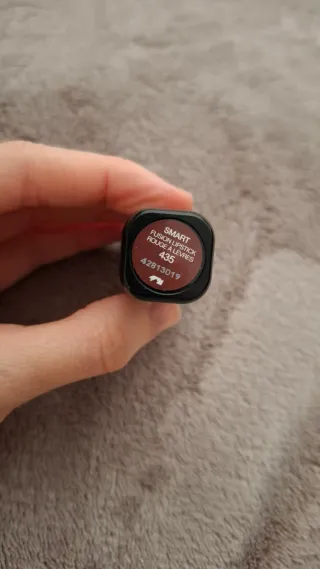 SMART
FUSION LIPSTICK
ROUGE À LÈVRES
435
42813019